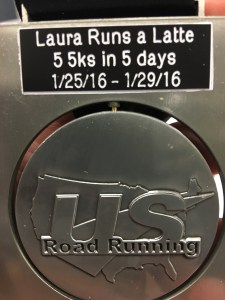 Laura Runs a Latte
5 5ks in 5 days
1/25/16 - 1/29/16
US
Road Running